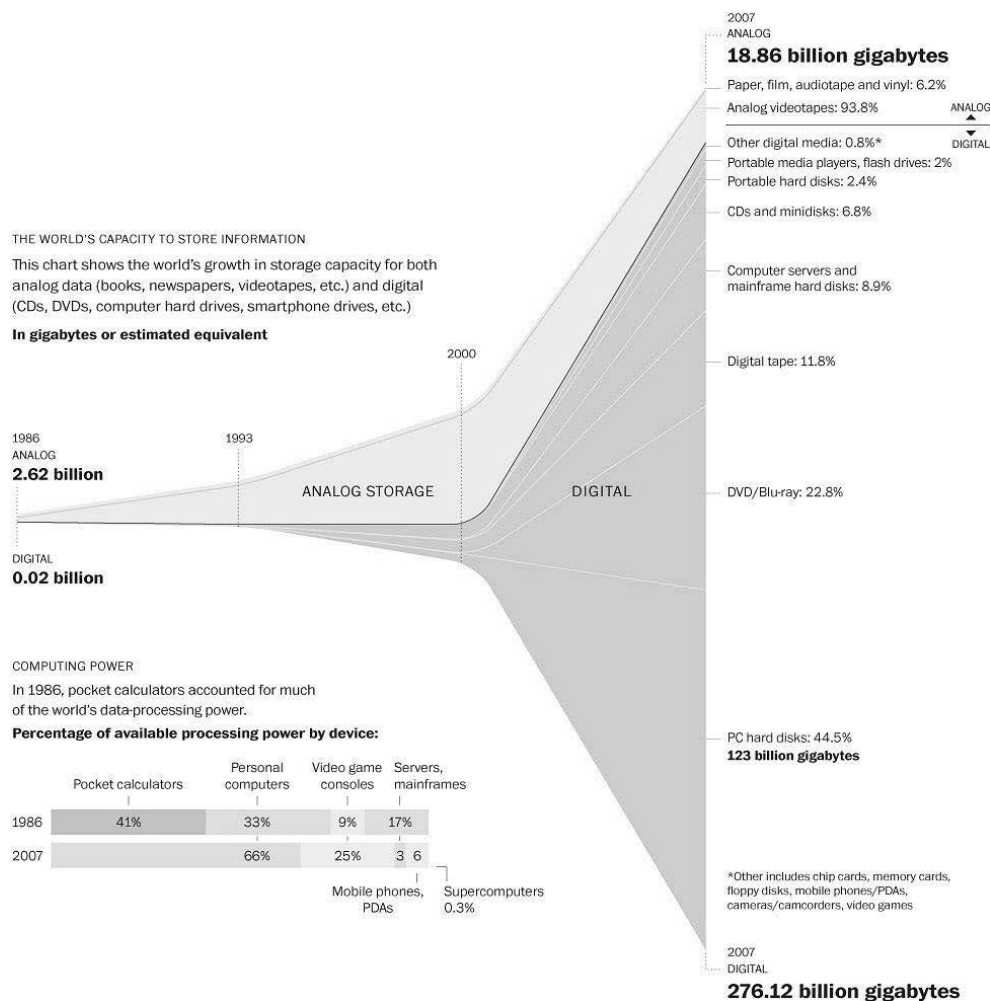 2007
ANALOG
18.86 billion gigabytes
Paper, film, audiotape and vinyl: 6.2%
Analog videotapes: 93.8%
ANALOG
DIGITAL
Other digital media: 0.8%*
Portable media players, flash drives: 2%
Portable hard disks: 2.4%
CDs and minidisks: 6.8%
Computer servers and
mainframe hard disks: 8.9%
Digital tape: 11.8%
DVD/Blu-ray: 22.8%
PC hard disks: 44.5%
123 billion gigabytes
*Other includes chip cards, memory cards,
floppy disks, mobile phones/PDAs,
cameras/camcorders, video games
2007
DIGITAL
276.12 billion gigabytes
THE WORLD'S CAPACITY TO STORE INFORMATION
This chart shows the world's growth in storage capacity for both
analog data (books, newspapers, videotapes, etc.) and digital
(CDs, DVDs, computer hard drives, smartphone drives, etc.)
In gigabytes or estimated equivalent
2000
1993
1986
ANALOG
2.62 billion
ANALOG STORAGE
DIGITAL
DIGITAL
0.02 billion
COMPUTING POWER
In 1986, pocket calculators accounted for much
of the world's data-processing power.
Percentage of available processing power by device:
Pocket calculators
Personal
computers
Video game
consoles
Servers,
mainframes
1986 41% 33% 9% 17%
2007 66% 25% 3 6
Mobile phones,
PDAs
Supercomputers
0.3%